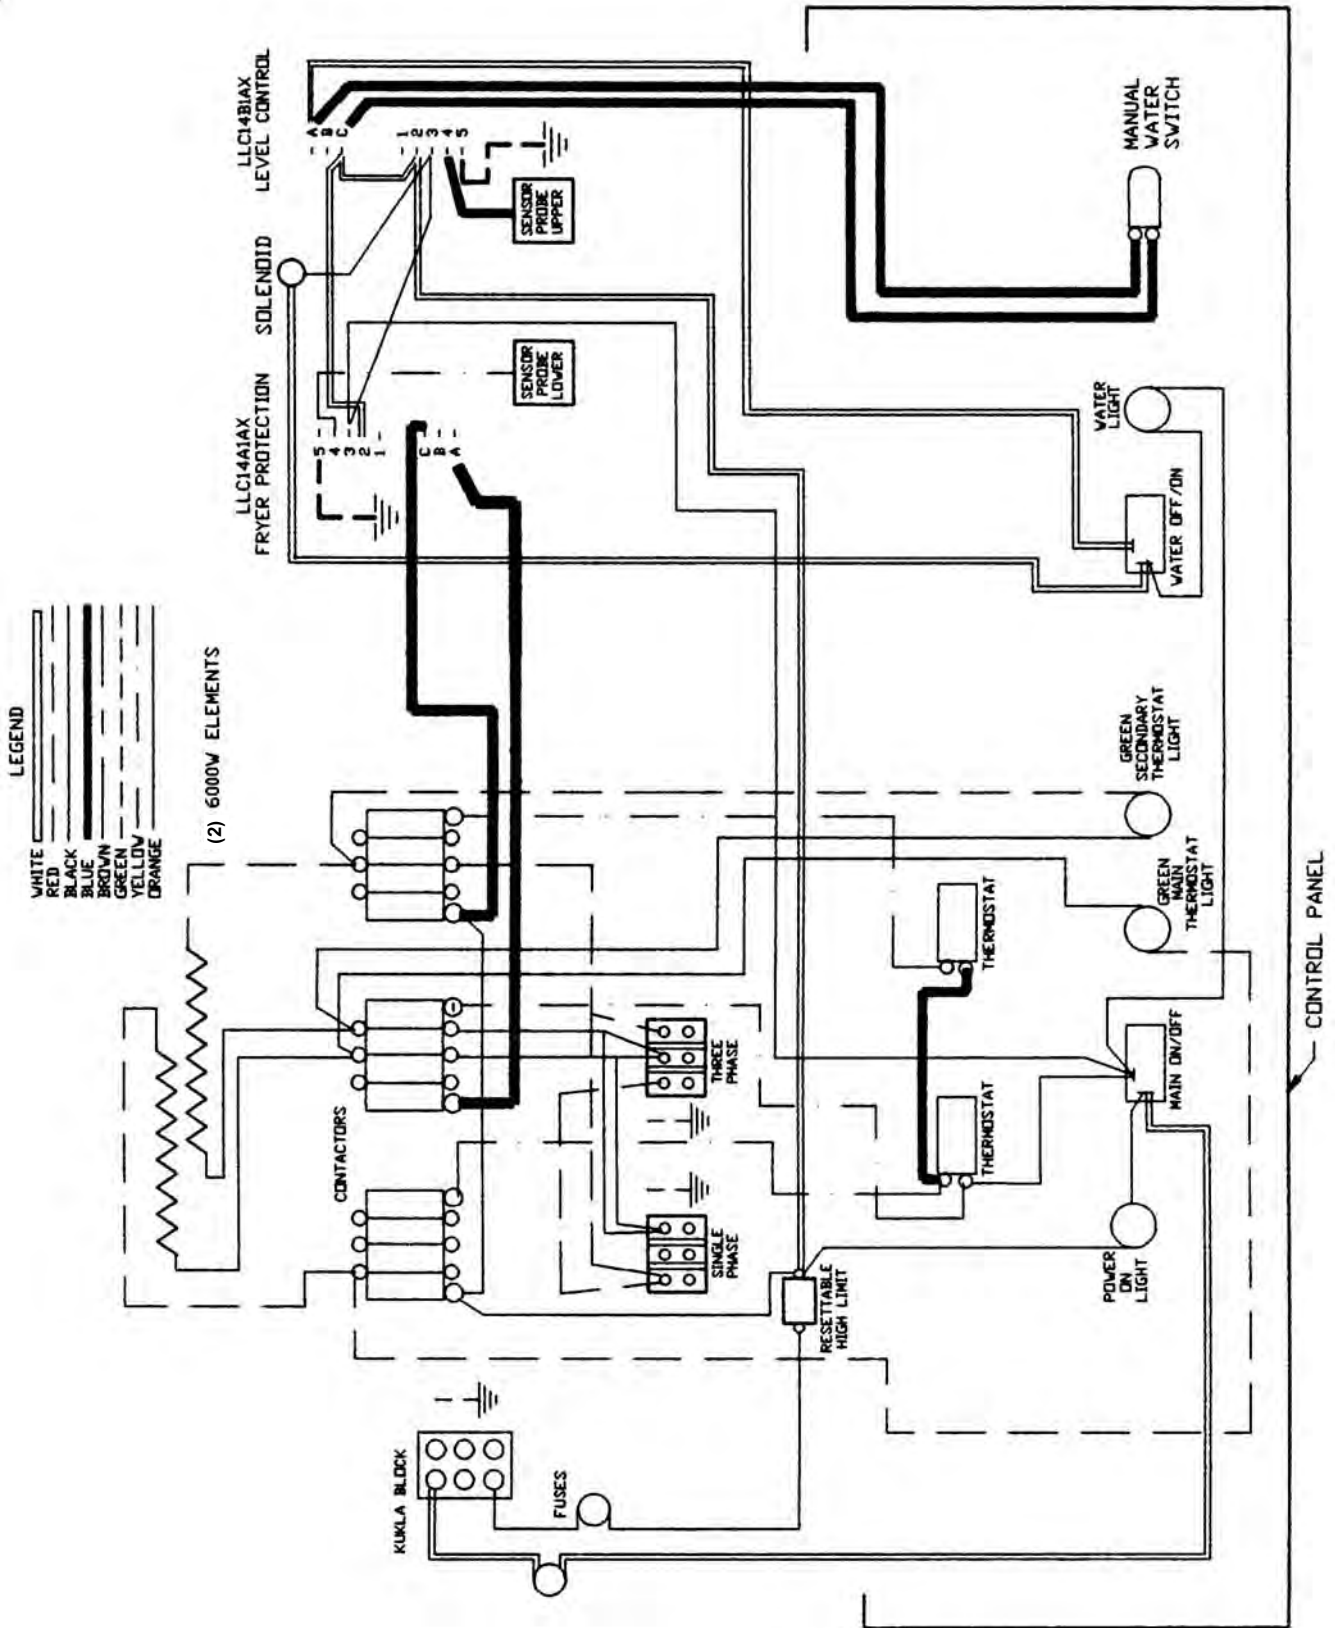 LEGEND
WHITE
RED
BLACK
BLUE
BROWN
GREEN
YELLOW
ORANGE
(2) 6000W ELEMENTS
LLC14A1AX
FRYER PROTECTION
SOLENOID
LLC14B1AX
LEVEL CONTROL
CONTACTORS
- 5
- 4
- 3
- 2
1 -
C -
B -
A -
- A
- B
- C
- 1
- 2
- 3
- 4
- 5
SENSOR
PROBE
LOWER
SENSOR
PROBE
UPPER
KUKLA BLOCK
FUSES
SINGLE
PHASE
THREE
PHASE
RESETTABLE
HIGH LIMIT
THERMOSTAT
THERMOSTAT
POWER
ON
LIGHT
MAIN ON/OFF
GREEN
MAIN
THERMOSTAT
LIGHT
GREEN
SECONDARY
THERMOSTAT
LIGHT
WATER OFF/ON
WATER
LIGHT
MANUAL
WATER
SWITCH
CONTROL PANEL